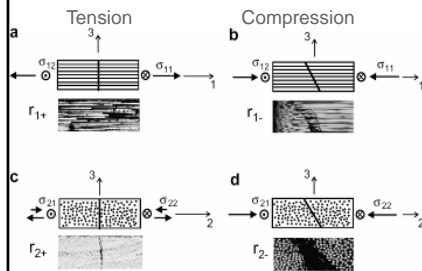 Tension Compression
a 3 b 3
σ12 σ11 σ12 σ11
1 1
r1+ r1-
c 3 d 3
σ21 σ22 σ21 σ22
2 2
r2+ r2-